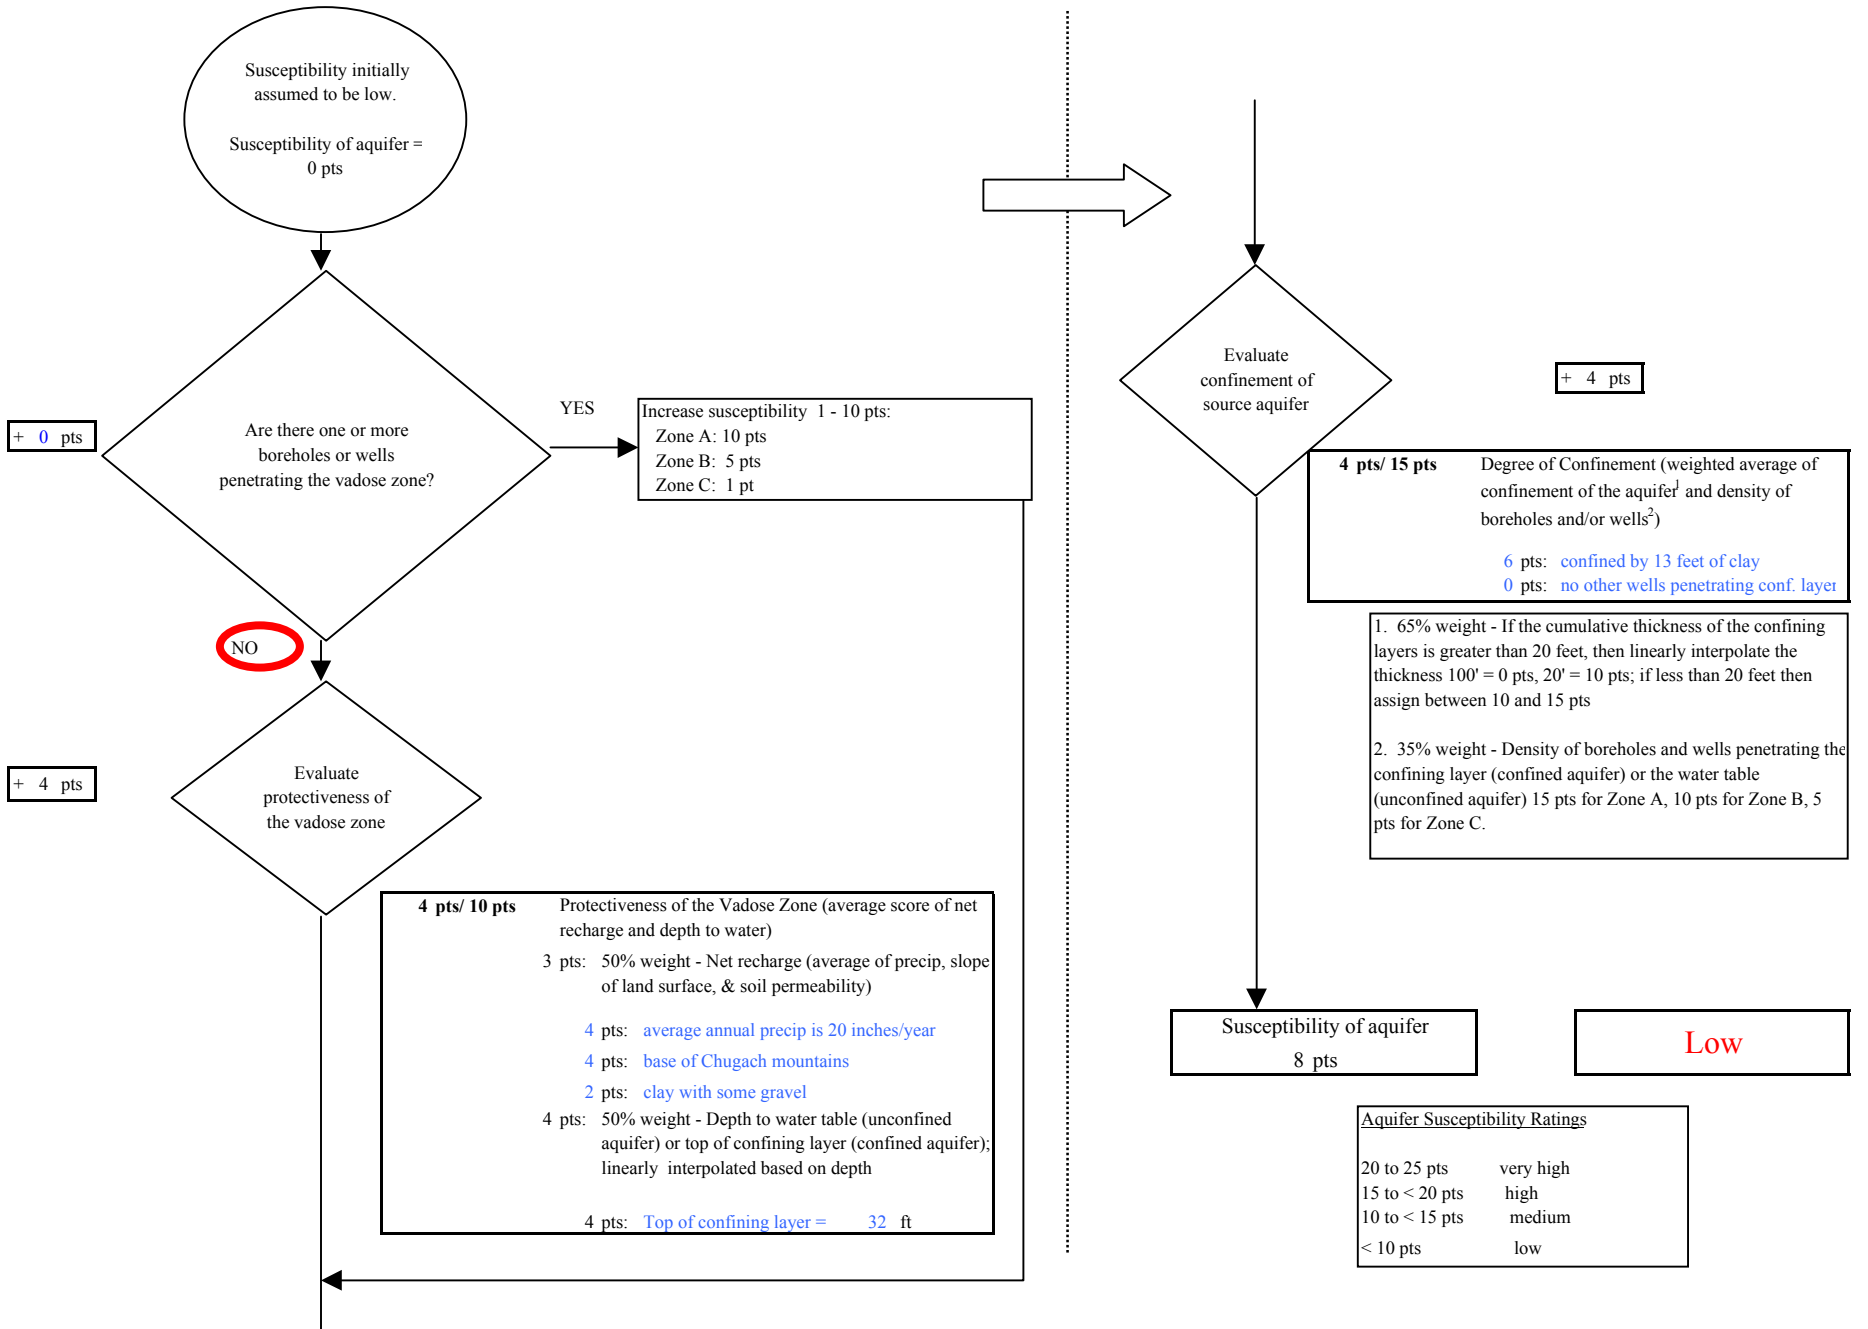 Susceptibility initially
assumed to be low.
Susceptibility of aquifer =
0 pts
+ 0 pts
Are there one or more
boreholes or wells
penetrating the vadose zone?
YES
Increase susceptibility 1 - 10 pts:
Zone A: 10 pts
Zone B: 5 pts
Zone C: 1 pt
NO
+ 4 pts
Evaluate
protectiveness of
the vadose zone
4 pts/ 10 pts Protectiveness of the Vadose Zone (average score of net
recharge and depth to water)
3 pts: 50% weight - Net recharge (average of precip, slope
of land surface, & soil permeability)
4 pts: average annual precip is 20 inches/year
4 pts: base of Chugach mountains
2 pts: clay with some gravel
4 pts: 50% weight - Depth to water table (unconfined
aquifer) or top of confining layer (confined aquifer);
linearly interpolated based on depth
4 pts: Top of confining layer = 32 ft
Evaluate
confinement of
source aquifer
+ 4 pts
4 pts/ 15 pts Degree of Confinement (weighted average of
confinement of the aquifer1 and density of
boreholes and/or wells2)
6 pts: confined by 13 feet of clay
0 pts: no other wells penetrating conf. layer
1. 65% weight - If the cumulative thickness of the confining
layers is greater than 20 feet, then linearly interpolate the
thickness 100' = 0 pts, 20' = 10 pts; if less than 20 feet then
assign between 10 and 15 pts
2. 35% weight - Density of boreholes and wells penetrating the
confining layer (confined aquifer) or the water table
(unconfined aquifer) 15 pts for Zone A, 10 pts for Zone B, 5
pts for Zone C.
Susceptibility of aquifer
8 pts
Low
Aquifer Susceptibility Ratings
20 to 25 pts very high
15 to < 20 pts high
10 to < 15 pts medium
< 10 pts low